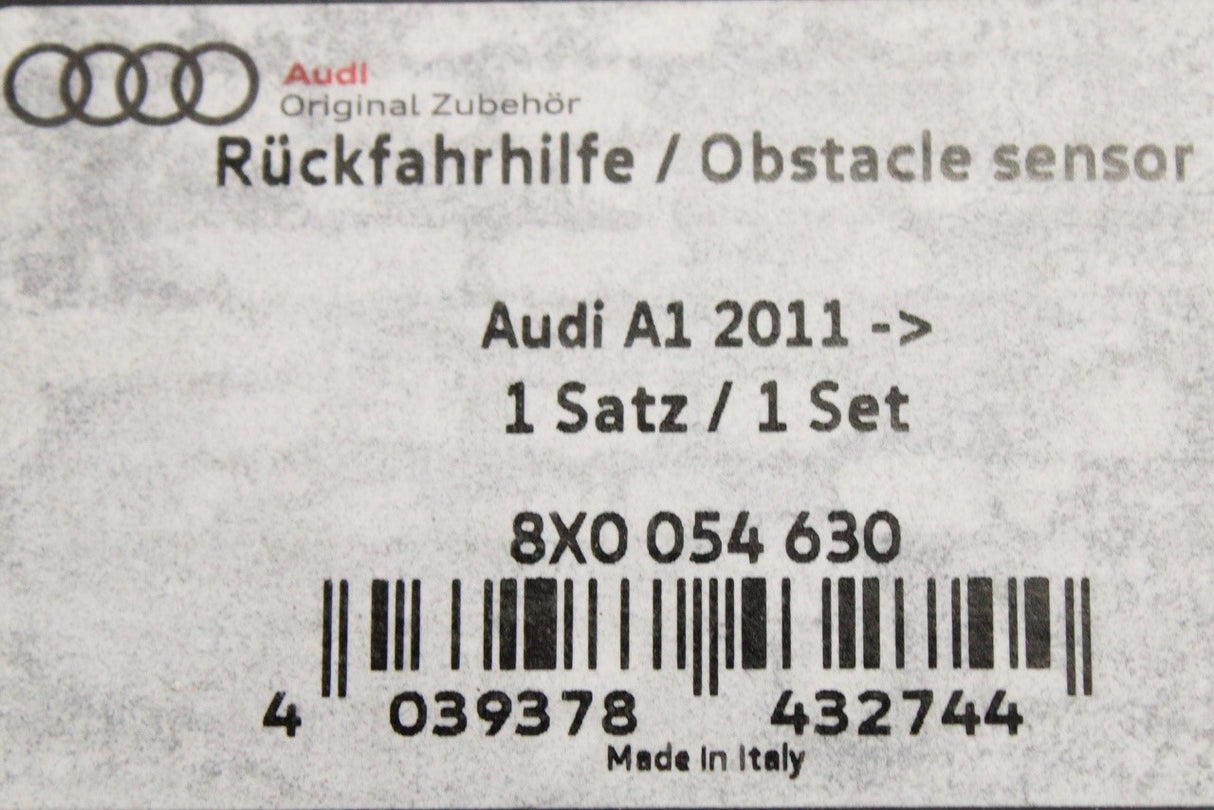 Audi
Original Zubehör
Rückfahrhilfe / Obstacle sensor
Audi A1 2011 ->
1 Satz / 1 Set
8X0 054 630
4 039378 432744
Made In Italy